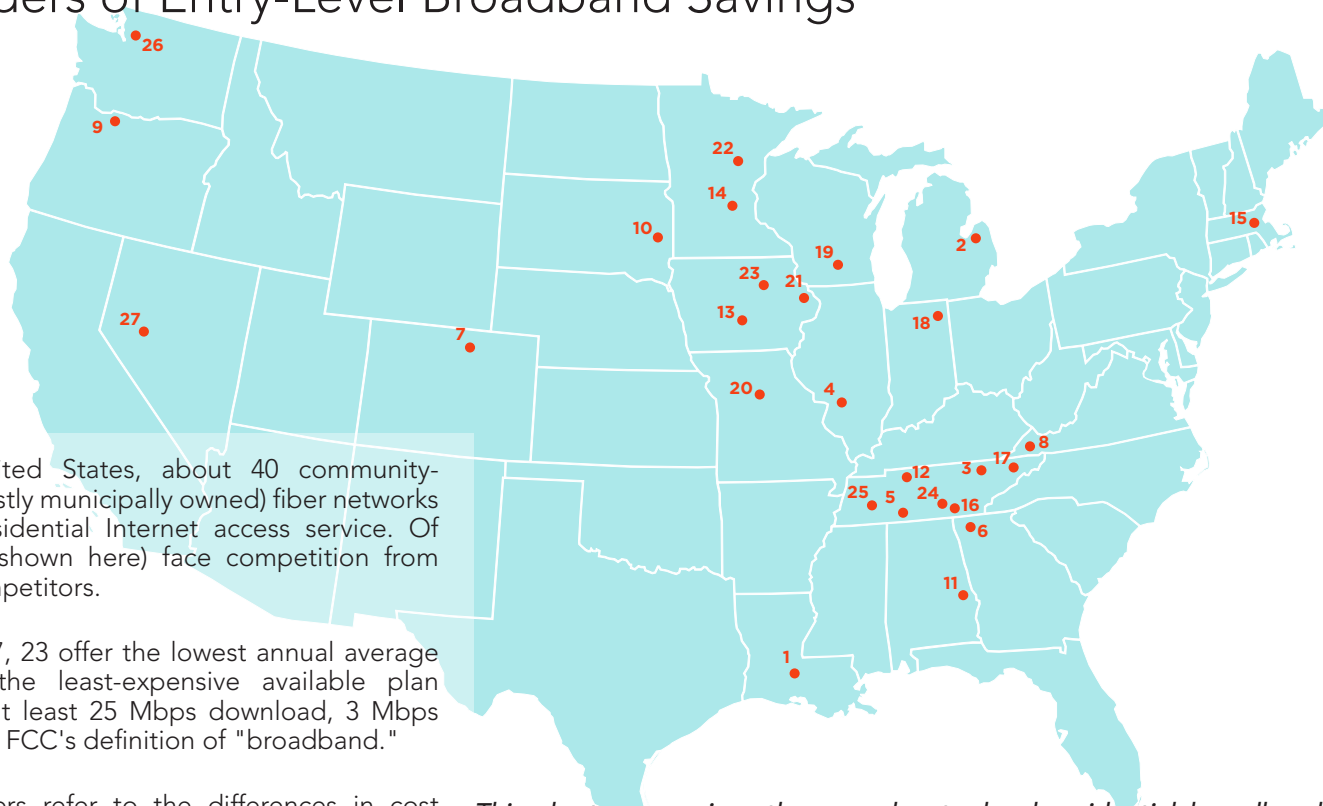 ders of Entry-Level Broadband Savings
26
9
22
14
10
15
2
19
23
21
13
27
18
7
20
4
8
17
3
12
25
5
24
16
6
11
1
ted States, about 40 community-
stly municipally owned) fiber networks
sidential Internet access service. Of
shown here) face competition from
petitors.
7, 23 offer the lowest annual average
the least-expensive available plan
t least 25 Mbps download, 3 Mbps
FCC's definition of "broadband."
ers refer to the differences in cost